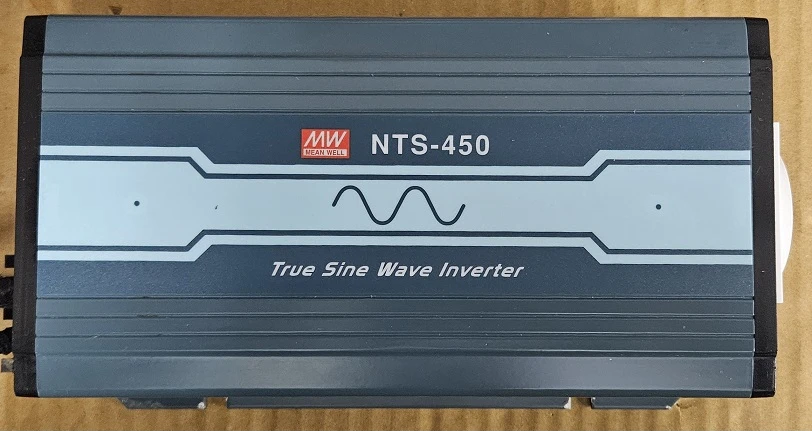 MW
MEAN WELL
NTS-450
True Sine Wave Inverter